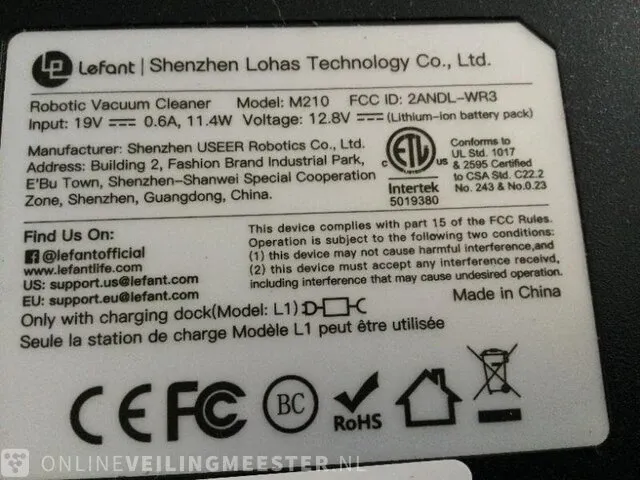 Lefant | Shenzhen Lohas Technology Co., Ltd.
Robotic Vacuum Cleaner Model: M210 FCC ID: 2ANDL-WR3
Input: 19V 0.6A, 11.4W Voltage: 12.8V (Lithium-ion battery pack)
Manufacturer: Shenzhen USEER Robotics Co., Ltd.
Address: Building 2, Fashion Brand Industrial Park,
E'Bu Town, Shenzhen-Shanwei Special Cooperation
Zone, Shenzhen, Guangdong, China.
c ETL us
Intertek
5019380
Conforms to
UL Std. 1017
& 2595 Certified
to CSA Std. C22.2
No. 243 & No.0.23
Find Us On:
@lefantofficial
www.lefantlife.com
US: support.us@lefant.com
EU: support.eu@lefant.com
This device complies with part 15 of the FCC Rules.
Operation is subject to the following two conditions:
(1) this device may not cause harmful interference,and
(2) this device must accept any interference receivd,
including interference that may cause undesired operation.
Made in China
Only with charging dock(Model: L1)
Seule la station de charge Modèle L1 peut être utilisée
CE FC BC RoHS
ONLINEVEILINGMEESTER.NL